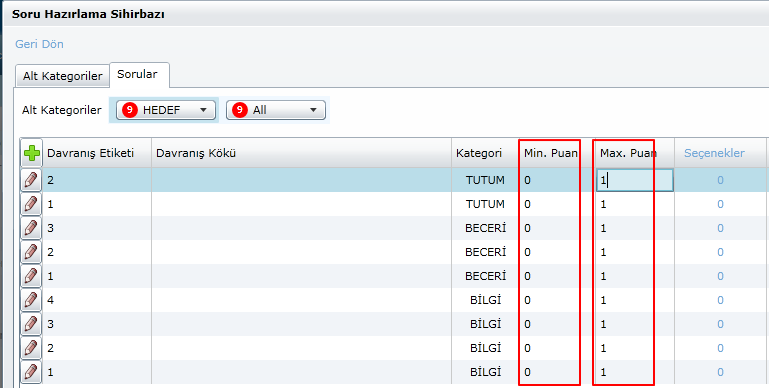 Soru Hazırlama Sihirbazı
Geri Dön
Alt Kategoriler Sorular
Alt Kategoriler 9 HEDEF 9 All
Davranış Etiketi Davranış Kökü Kategori Min. Puan Max. Puan Seçenekler
2 TUTUM 0 1 0
1 TUTUM 0 1 0
3 BECERİ 0 1 0
2 BECERİ 0 1 0
1 BECERİ 0 1 0
4 BİLGİ 0 1 0
3 BİLGİ 0 1 0
2 BİLGİ 0 1 0
1 BİLGİ 0 1 0